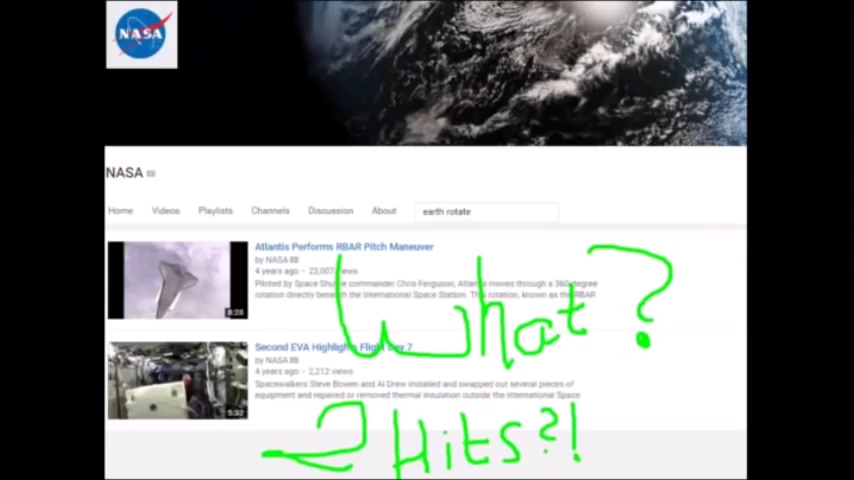 NASA
NASA
Home Videos Playlists Channels Discussion About earth rotate
Atlantis Performs RBAR Pitch Maneuver
by NASA
4 years ago • 23,007 views
Piloted by Space Shuttle commander Chris Ferguson, Atlantis moves through a 360 degree
rotation directly beneath the International Space Station. This rotation, known as the RBAR
8:28
What?
Second EVA Highlights Flight Day 7
by NASA
4 years ago • 2,212 views
Spacewalkers Steve Bowen and Al Drew installed and swapped out several pieces of
equipment and repaired or removed thermal insulation outside the International Space
5:32
2 Hits?!